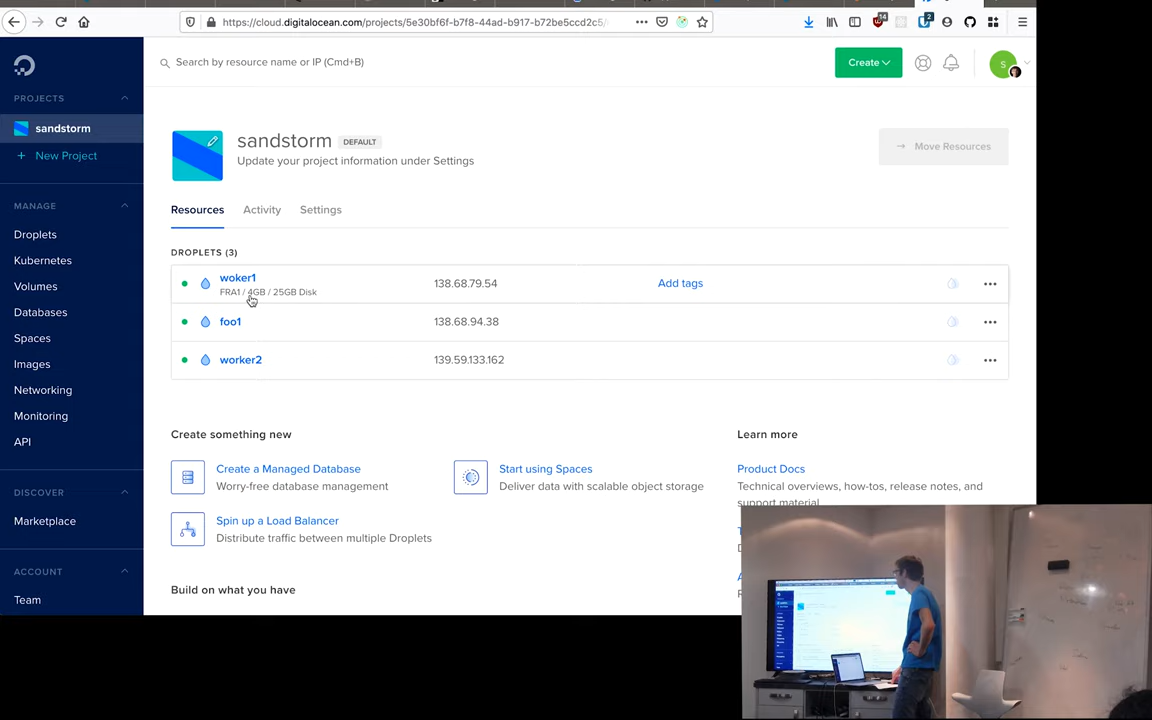 https://cloud.digitalocean.com/projects/5e30bf6f-b7f8-44ad-b917-b72be5ccd2c5/
14
2
Search by resource name or IP (Cmd+B)
Create
S
PROJECTS
sandstorm
+ New Project
MANAGE
Droplets
Kubernetes
Volumes
Databases
Spaces
Images
Networking
Monitoring
API
DISCOVER
Marketplace
ACCOUNT
Team
sandstorm DEFAULT
Update your project information under Settings
→ Move Resources
Resources Activity Settings
DROPLETS (3)
woker1
FRA1 / 4GB / 25GB Disk
138.68.79.54
Add tags
foo1
138.68.94.38
worker2
139.59.133.162
Create something new
Create a Managed Database
Worry-free database management
Start using Spaces
Deliver data with scalable object storage
Spin up a Load Balancer
Distribute traffic between multiple Droplets
Build on what you have
Learn more
Product Docs
Technical overviews, how-tos, release notes, and
support material